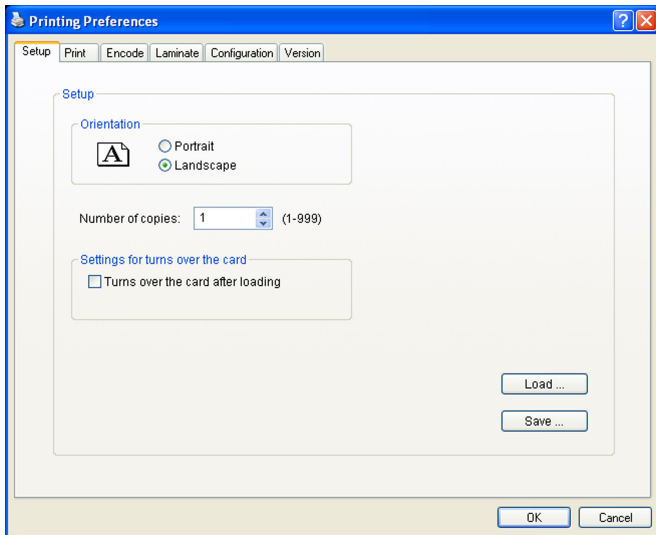 Printing Preferences
Setup Print Encode Laminate Configuration Version
Setup
Orientation
A
Portrait
Landscape
Number of copies: 1 (1-999)
Settings for turns over the card
Turns over the card after loading
Load ...
Save ...
OK Cancel